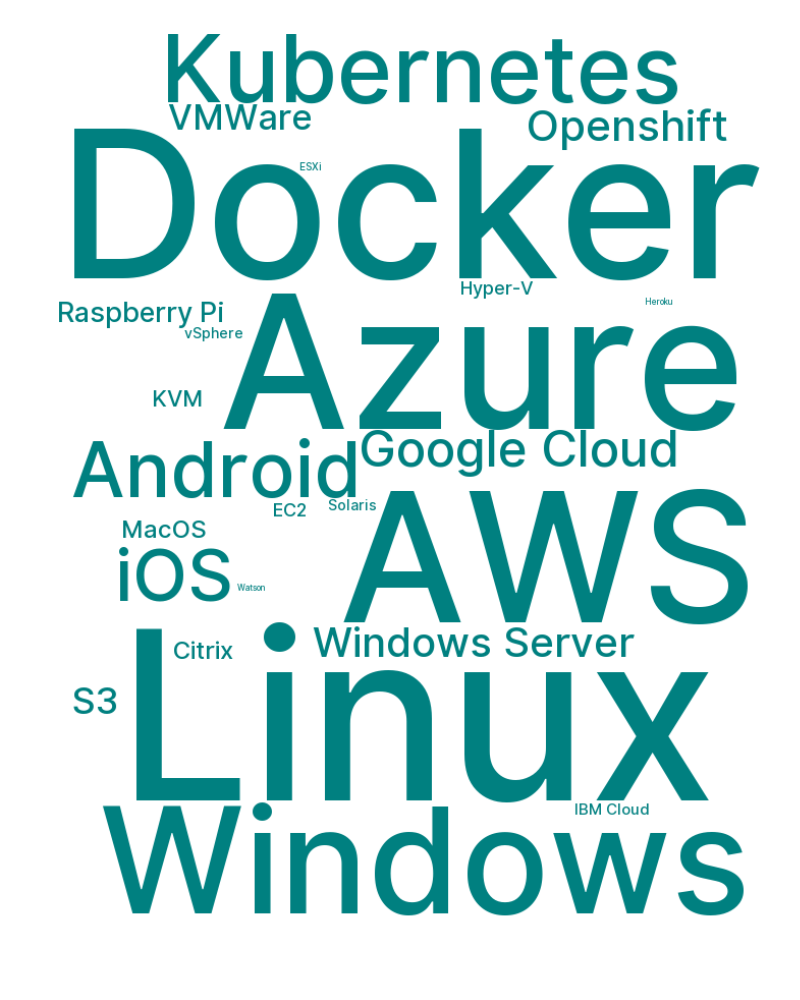 Kubernetes
VMWare
Openshift
Docker
ESXi
Hyper-V
Heroku
Raspberry Pi
vSphere
Azure
KVM
Google Cloud
Android
EC2
Solaris
AWS
MacOS
iOS
Watson
Windows Server
Citrix
Linux
S3
IBM Cloud
Windows